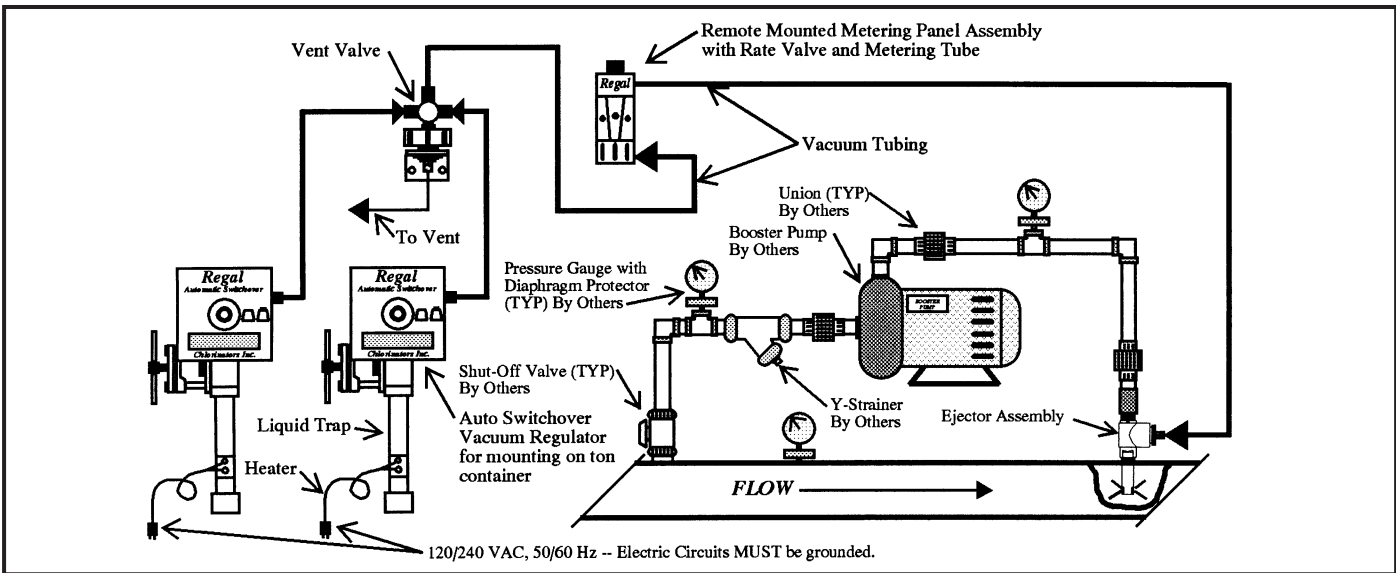 Remote Mounted Metering Panel Assembly
with Rate Valve and Metering Tube
Vent Valve
Regal
Vacuum Tubing
To Vent
Union (TYP)
By Others
Booster Pump
By Others
Pressure Gauge with
Diaphragm Protector
(TYP) By Others
Regal
Automatic Switchover
Chlorinators Inc.
Regal
Automatic Switchover
Chlorinators Inc.
BOOSTER
PUMP
Shut-Off Valve (TYP)
By Others
Y-Strainer
By Others
Ejector Assembly
Liquid Trap
Auto Switchover
Vacuum Regulator
for mounting on ton
container
Heater
FLOW
120/240 VAC, 50/60 Hz -- Electric Circuits MUST be grounded.